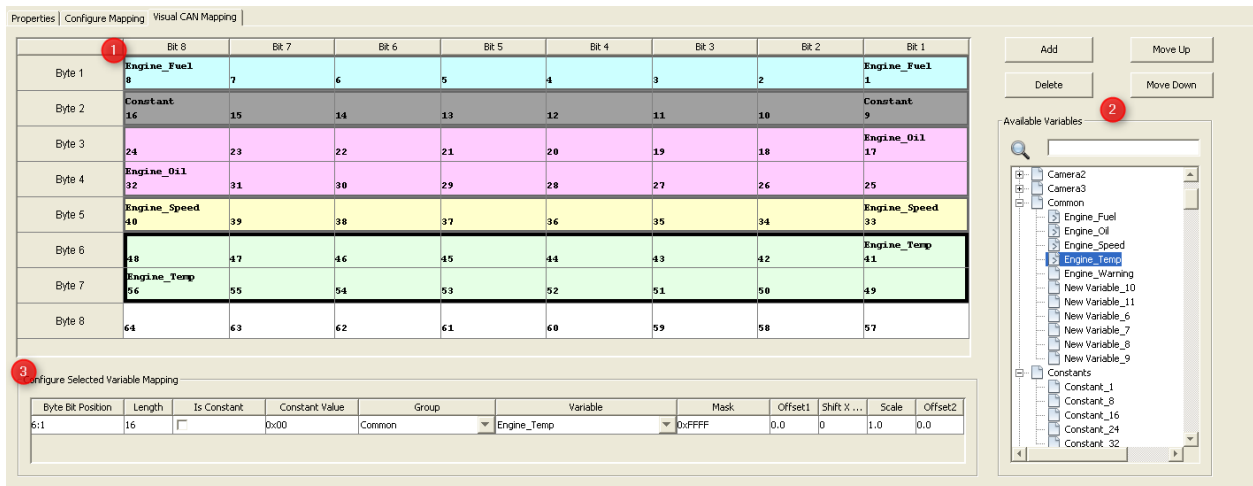 Properties Configure Mapping Visual CAN Mapping
1
Bit 8 Bit 7 Bit 6 Bit 5 Bit 4 Bit 3 Bit 2 Bit 1
Byte 1 Engine_Fuel Engine_Fuel
8 7 6 5 4 3 2 1
Byte 2 Constant Constant
16 15 14 13 12 11 10 9
Byte 3 Engine_Oil
24 23 22 21 20 19 18 17
Byte 4 Engine_Oil
32 31 30 29 28 27 26 25
Byte 5 Engine_Speed Engine_Speed
40 39 38 37 36 35 34 33
Byte 6 Engine_Temp
48 47 46 45 44 43 42 41
Byte 7 Engine_Temp
56 55 54 53 52 51 50 49
Byte 8
64 63 62 61 60 59 58 57
Add Move Up
Delete Move Down
2
Available Variables
Camera2
Camera3
Common
Engine_Fuel
Engine_Oil
Engine_Speed
Engine_Temp
Engine_Warning
New Variable_10
New Variable_11
New Variable_6
New Variable_7
New Variable_8
New Variable_9
Constants
Constant_1
Constant_8
Constant_16
Constant_24
Constant_32
3
Configure Selected Variable Mapping
Byte Bit Position Length Is Constant Constant Value Group Variable Mask Offset1 Shift X ... Scale Offset2
6:1 16 0x00 Common Engine_Temp 0xFFFF 0.0 0 1.0 0.0